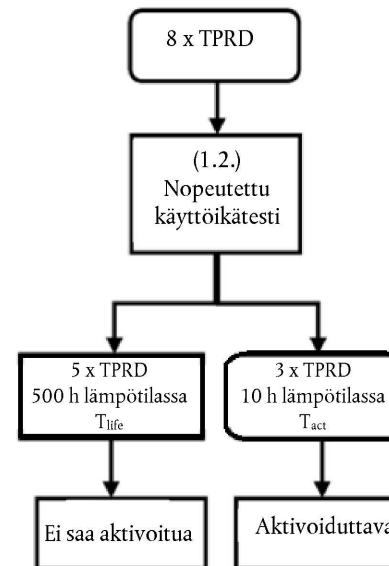 8 x TPRD
(1.2.)
Nopeutettu
käyttöikätesti
5 x TPRD
500 h lämpötilassa
Tlife
3 x TPRD
10 h lämpötilassa
Tact
Ei saa aktivoitua
Aktivoiduttava